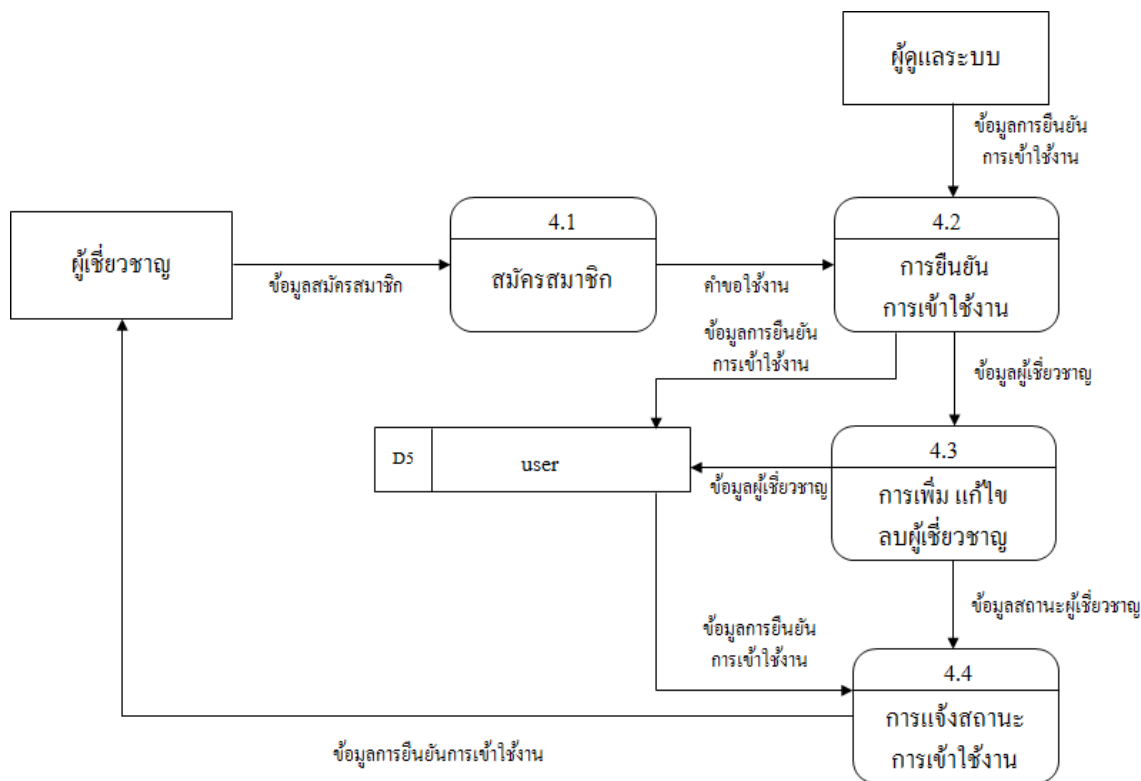 ผู้ดูแลระบบ
ข้อมูลการยืนยัน
การเข้าใช้งาน
ผู้เชี่ยวชาญ
ข้อมูลสมัครสมาชิก
4.1
สมัครสมาชิก
คำขอใช้งาน
4.2
การยืนยัน
การเข้าใช้งาน
ข้อมูลการยืนยัน
การเข้าใช้งาน
ข้อมูลผู้เชี่ยวชาญ
D5
user
ข้อมูลผู้เชี่ยวชาญ
4.3
การเพิ่ม แก้ไข
ลบผู้เชี่ยวชาญ
ข้อมูลสถานะผู้เชี่ยวชาญ
ข้อมูลการยืนยัน
การเข้าใช้งาน
4.4
การแจ้งสถานะ
การเข้าใช้งาน
ข้อมูลการยืนยันการเข้าใช้งาน